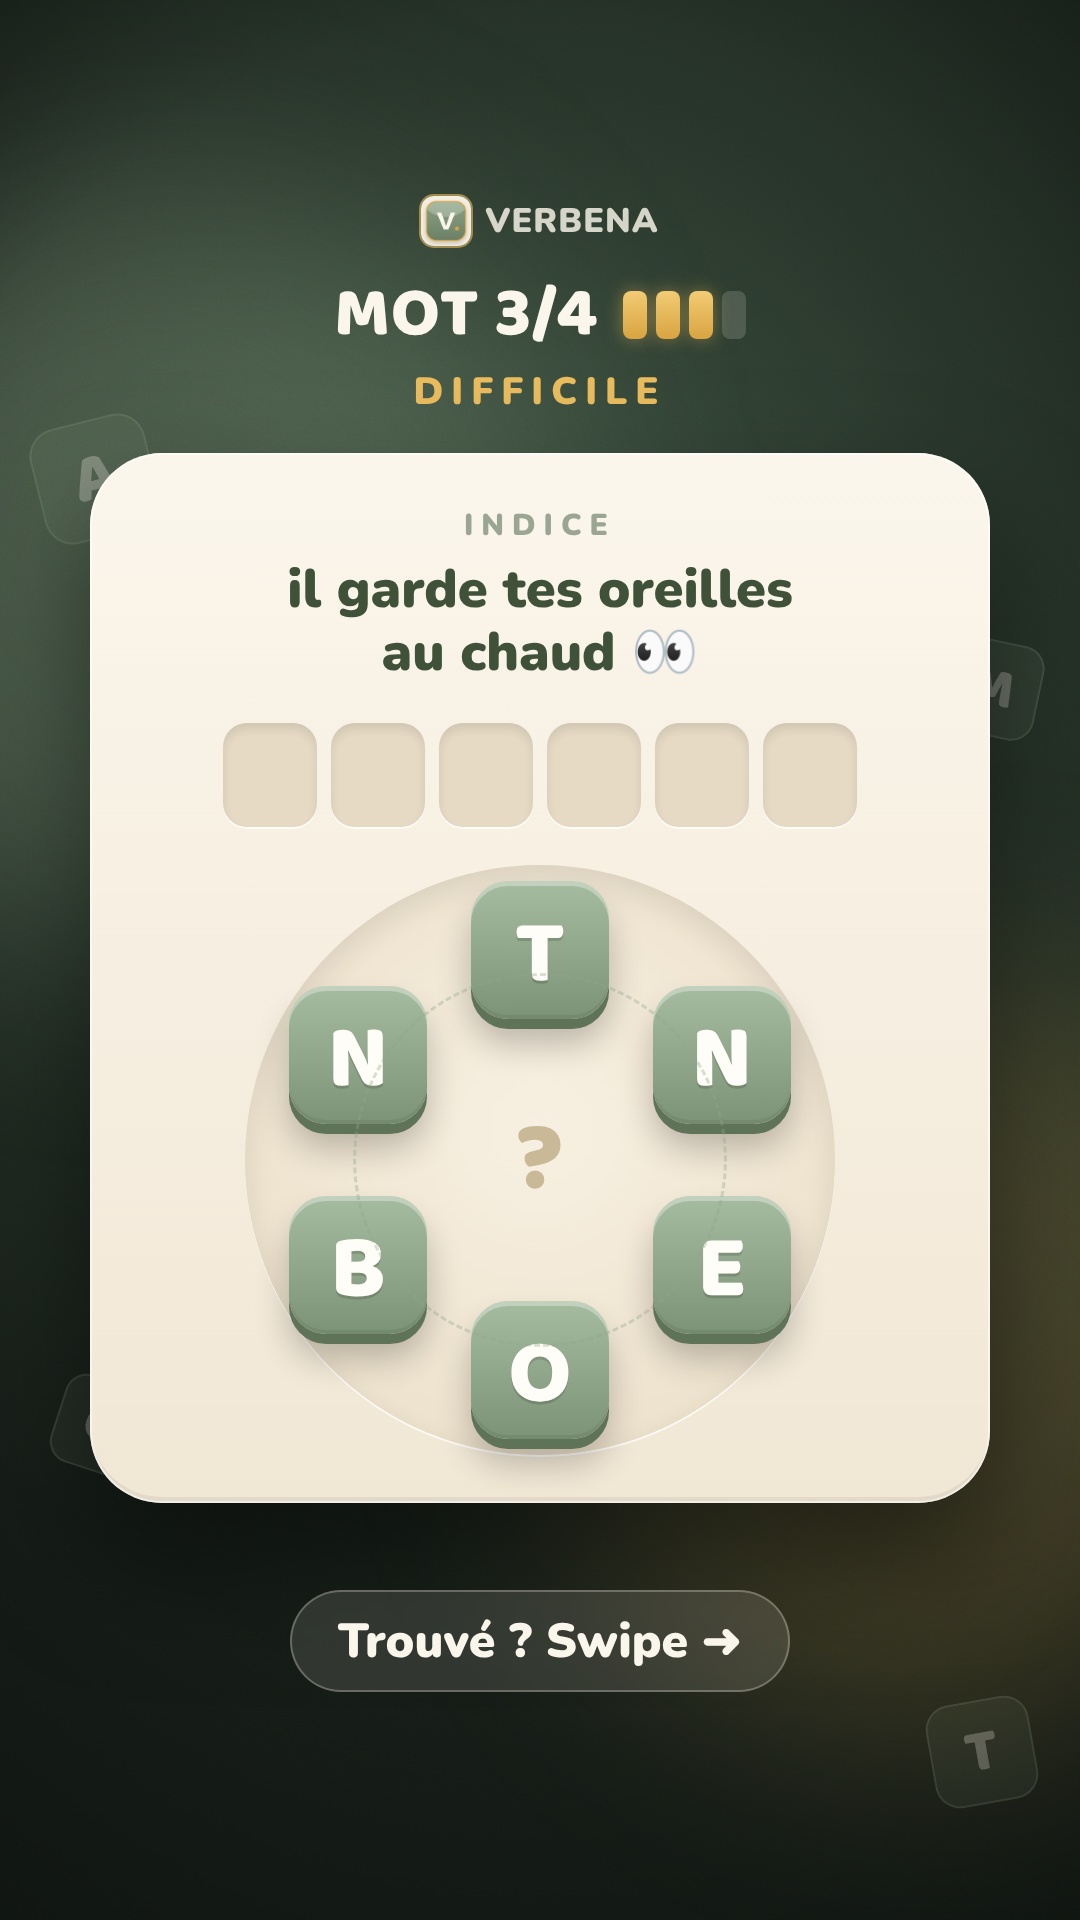 V.
VERBENA
MOT 3/4
DIFFICILE
A
INDICE
il garde tes oreilles
au chaud 👀
M
T
N
N
?
B
E
O
Trouvé ? Swipe ➜
T